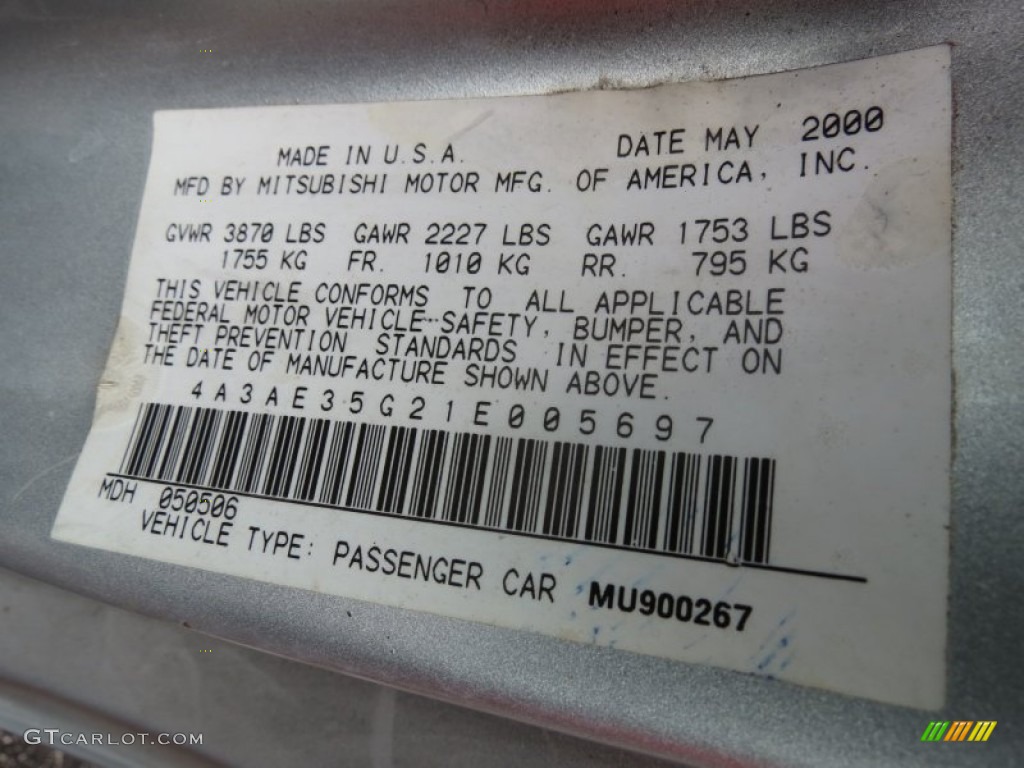 MADE IN U.S.A. DATE MAY 2000
MFD BY MITSUBISHI MOTOR MFG. OF AMERICA, INC.
GVWR 3870 LBS GAWR 2227 LBS GAWR 1753 LBS
1755 KG FR. 1010 KG RR. 795 KG
THIS VEHICLE CONFORMS TO ALL APPLICABLE
FEDERAL MOTOR VEHICLE SAFETY, BUMPER, AND
THEFT PREVENTION STANDARDS IN EFFECT ON
THE DATE OF MANUFACTURE SHOWN ABOVE.
4A3AE35G21E005697
MDH 050506
VEHICLE TYPE: PASSENGER CAR MU900267
GTCARLOT.COM